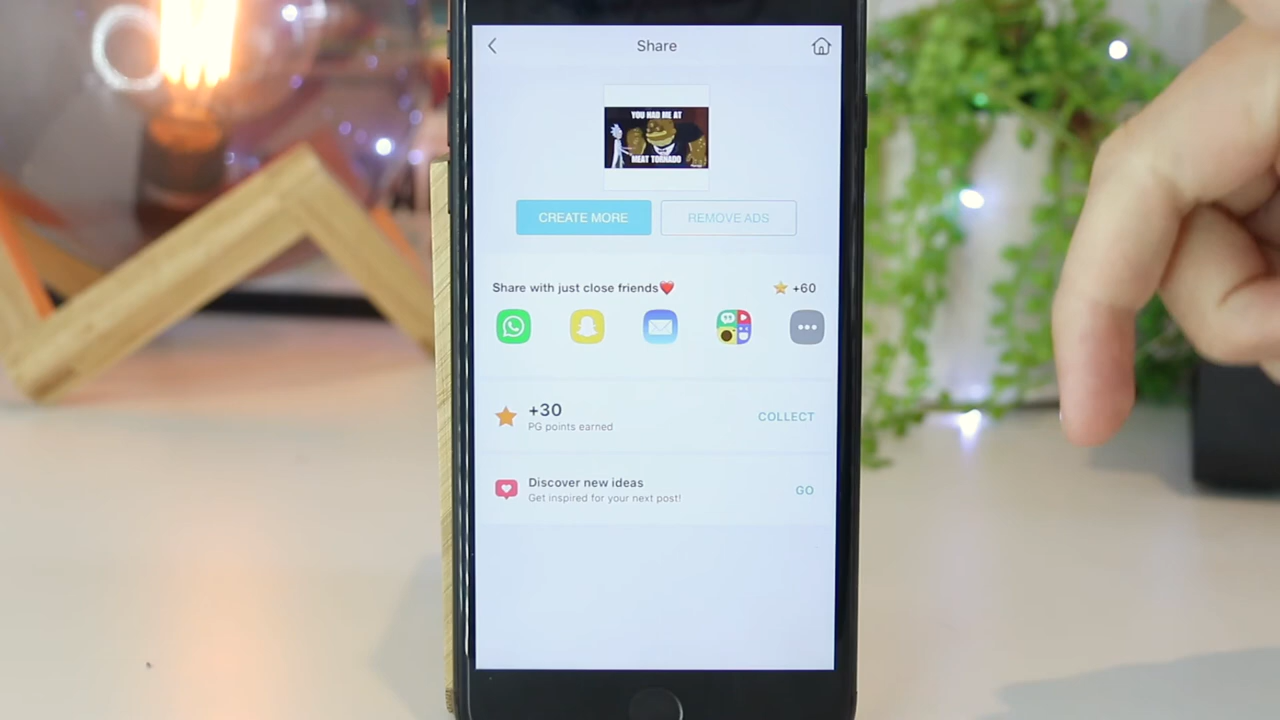 Share
YOU HAD ME AT
MEAT TORNADO
CREATE MORE
REMOVE ADS
Share with just close friends❤️
⭐ +60
+30
PG points earned
COLLECT
Discover new ideas
Get inspired for your next post!
GO